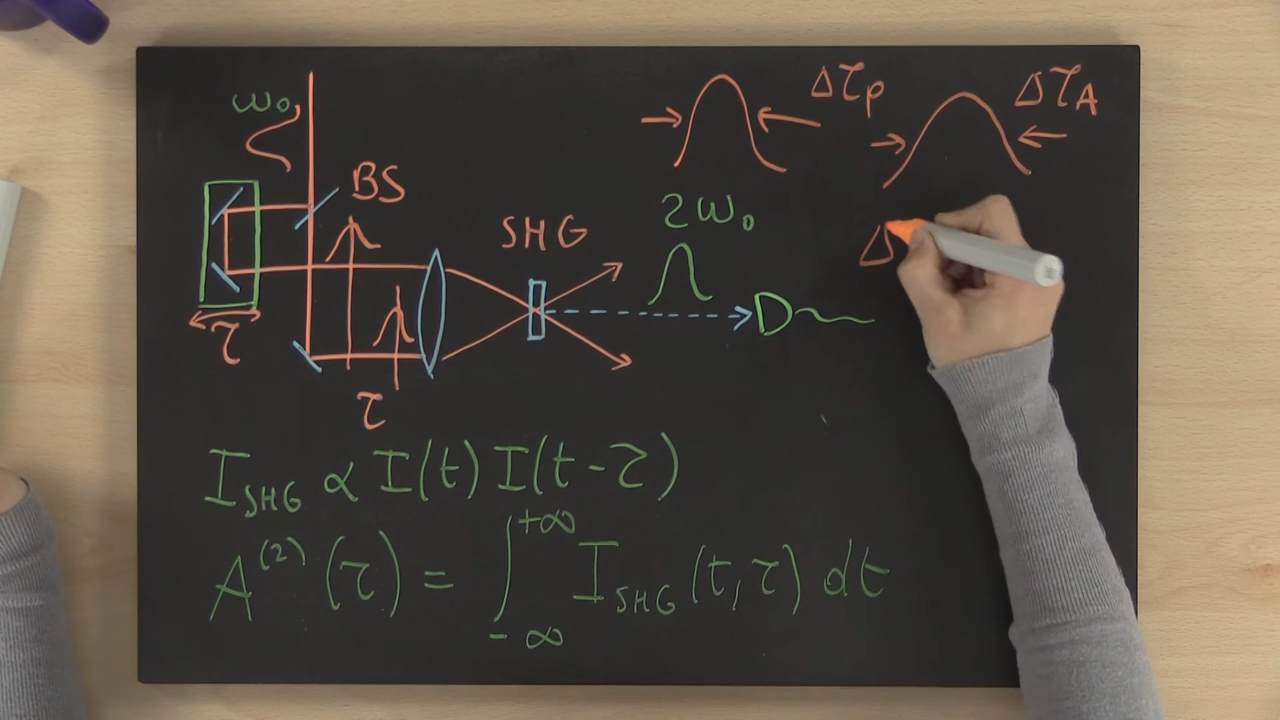 ω₀
BS
τ
τ
SHG
2ω₀
D
Δτp
ΔτA
Δ
I_SHG ∝ I(t) I(t-τ)
A⁽²⁾(τ) = ∫_{-∞}^{+∞} I_SHG(t,τ) dt